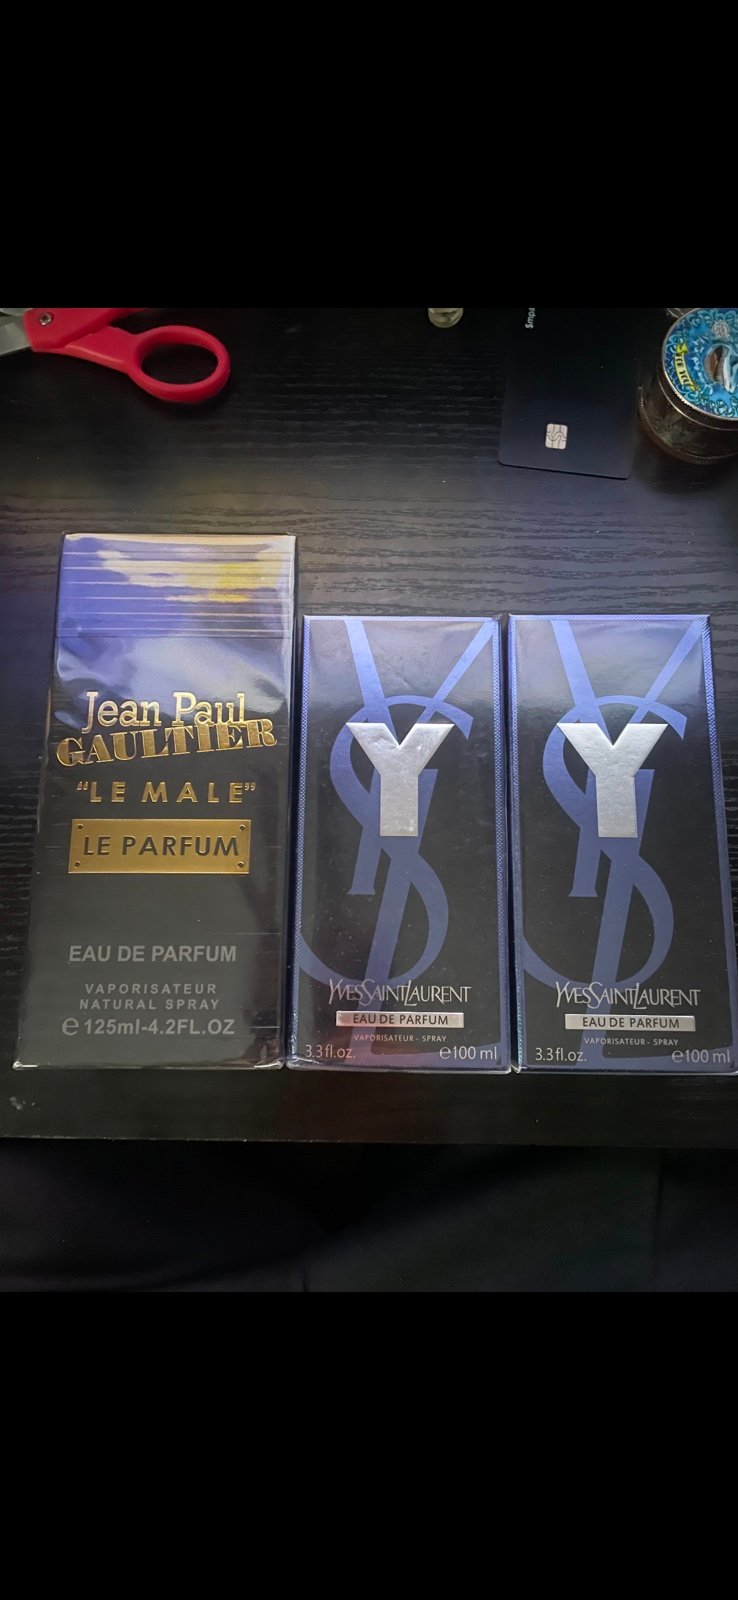 Jean Paul
GAULTIER
"LE MALE"
LE PARFUM
EAU DE PARFUM
VAPORISATEUR
NATURAL SPRAY
e 125ml-4.2FL.OZ
Y
YSL
YVESSAINTLAURENT
EAU DE PARFUM
VAPORISATEUR - SPRAY
3.3 fl.oz. e 100 ml
Y
YSL
YVESSAINTLAURENT
EAU DE PARFUM
VAPORISATEUR - SPRAY
3.3 fl.oz. e 100 ml